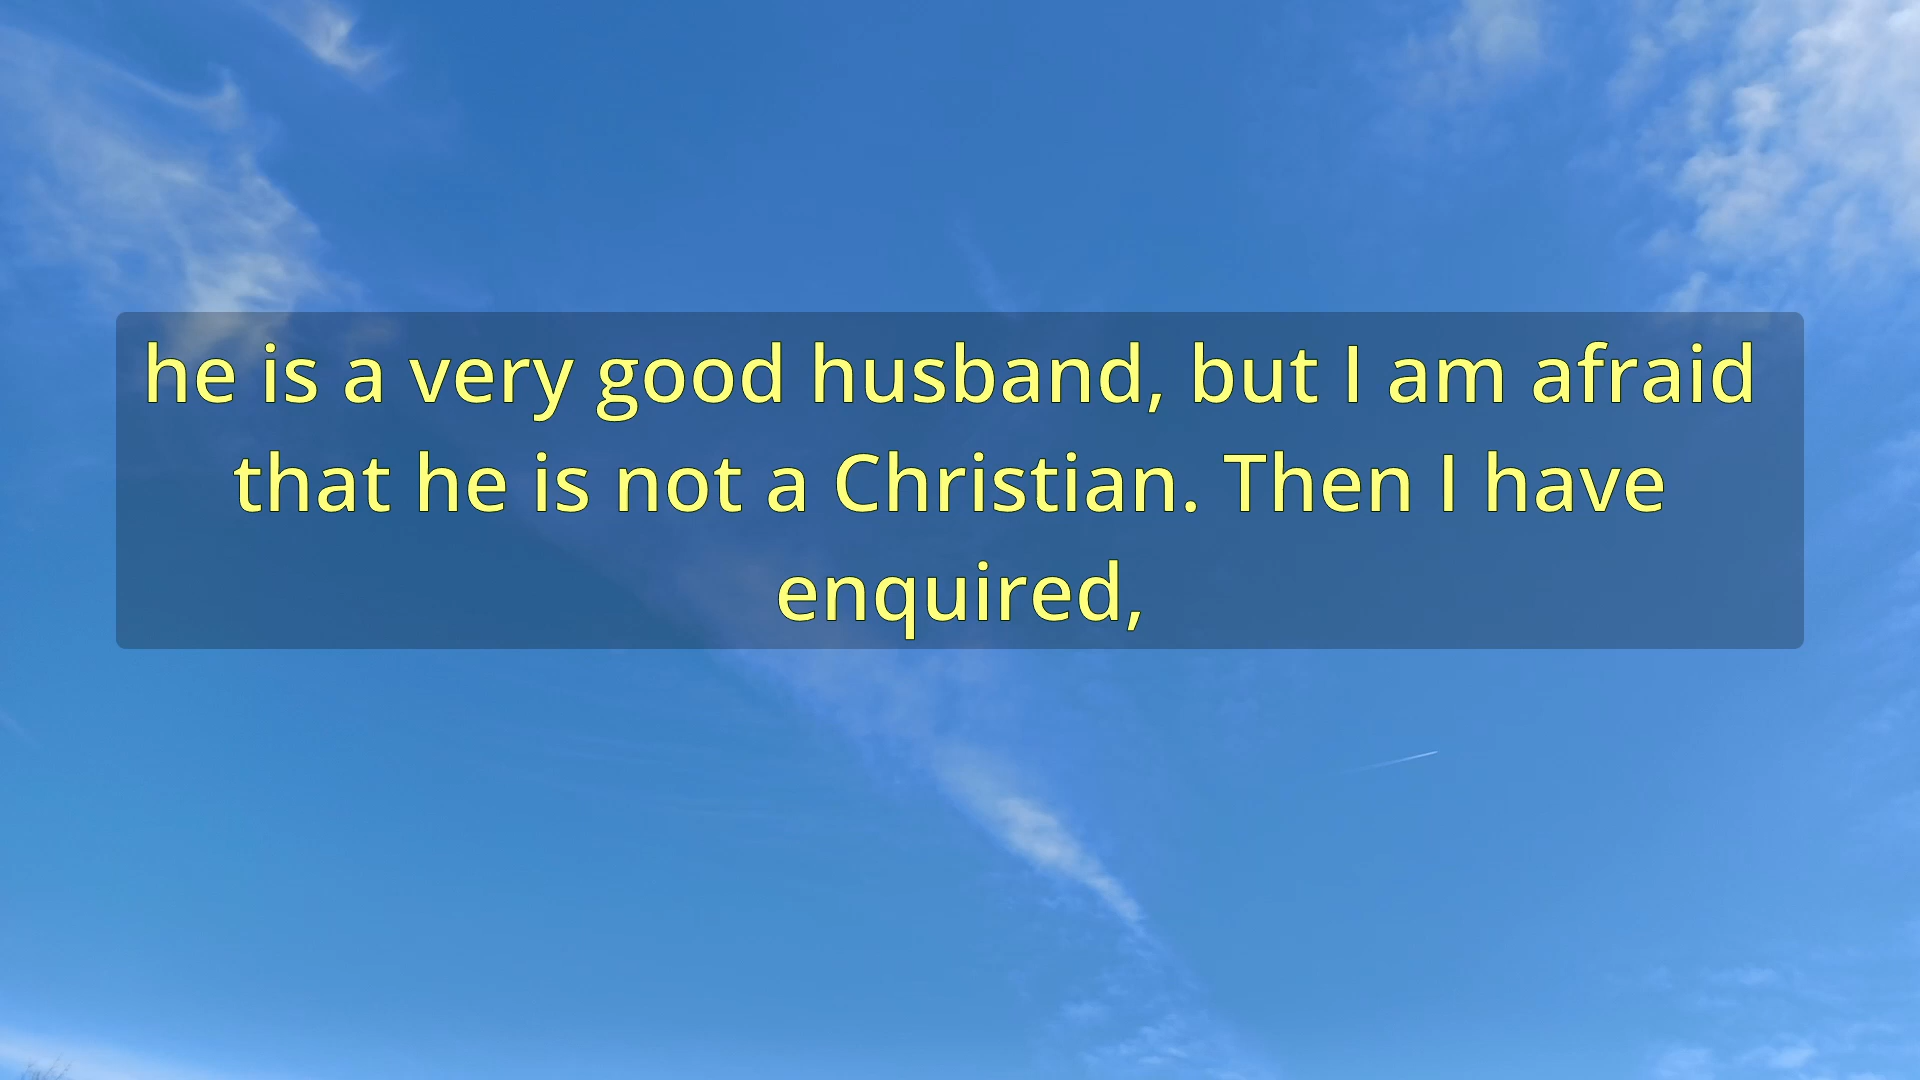 he is a very good husband, but I am afraid
that he is not a Christian. Then I have
enquired,